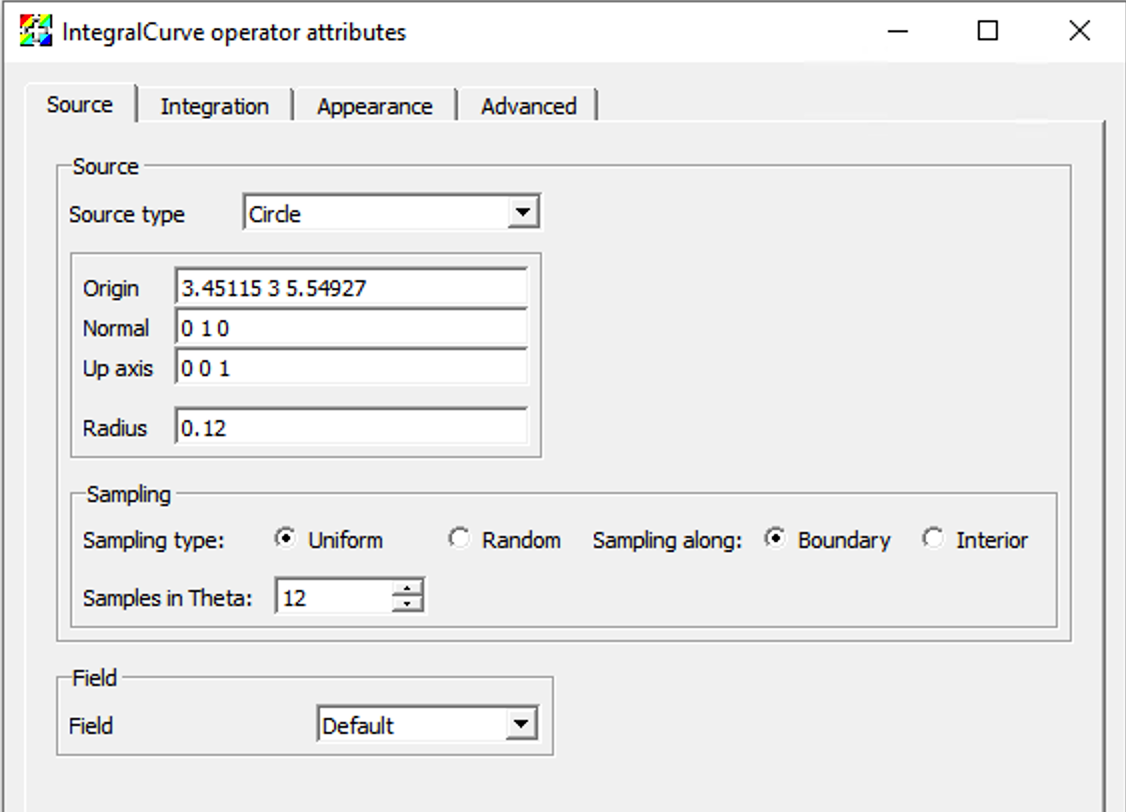 IntegralCurve operator attributes
Source Integration Appearance Advanced
Source
Source type Circle
Origin 3.45115 3 5.54927
Normal 0 1 0
Up axis 0 0 1
Radius 0.12
Sampling
Sampling type: Uniform Random Sampling along: Boundary Interior
Samples in Theta: 12
Field
Field Default